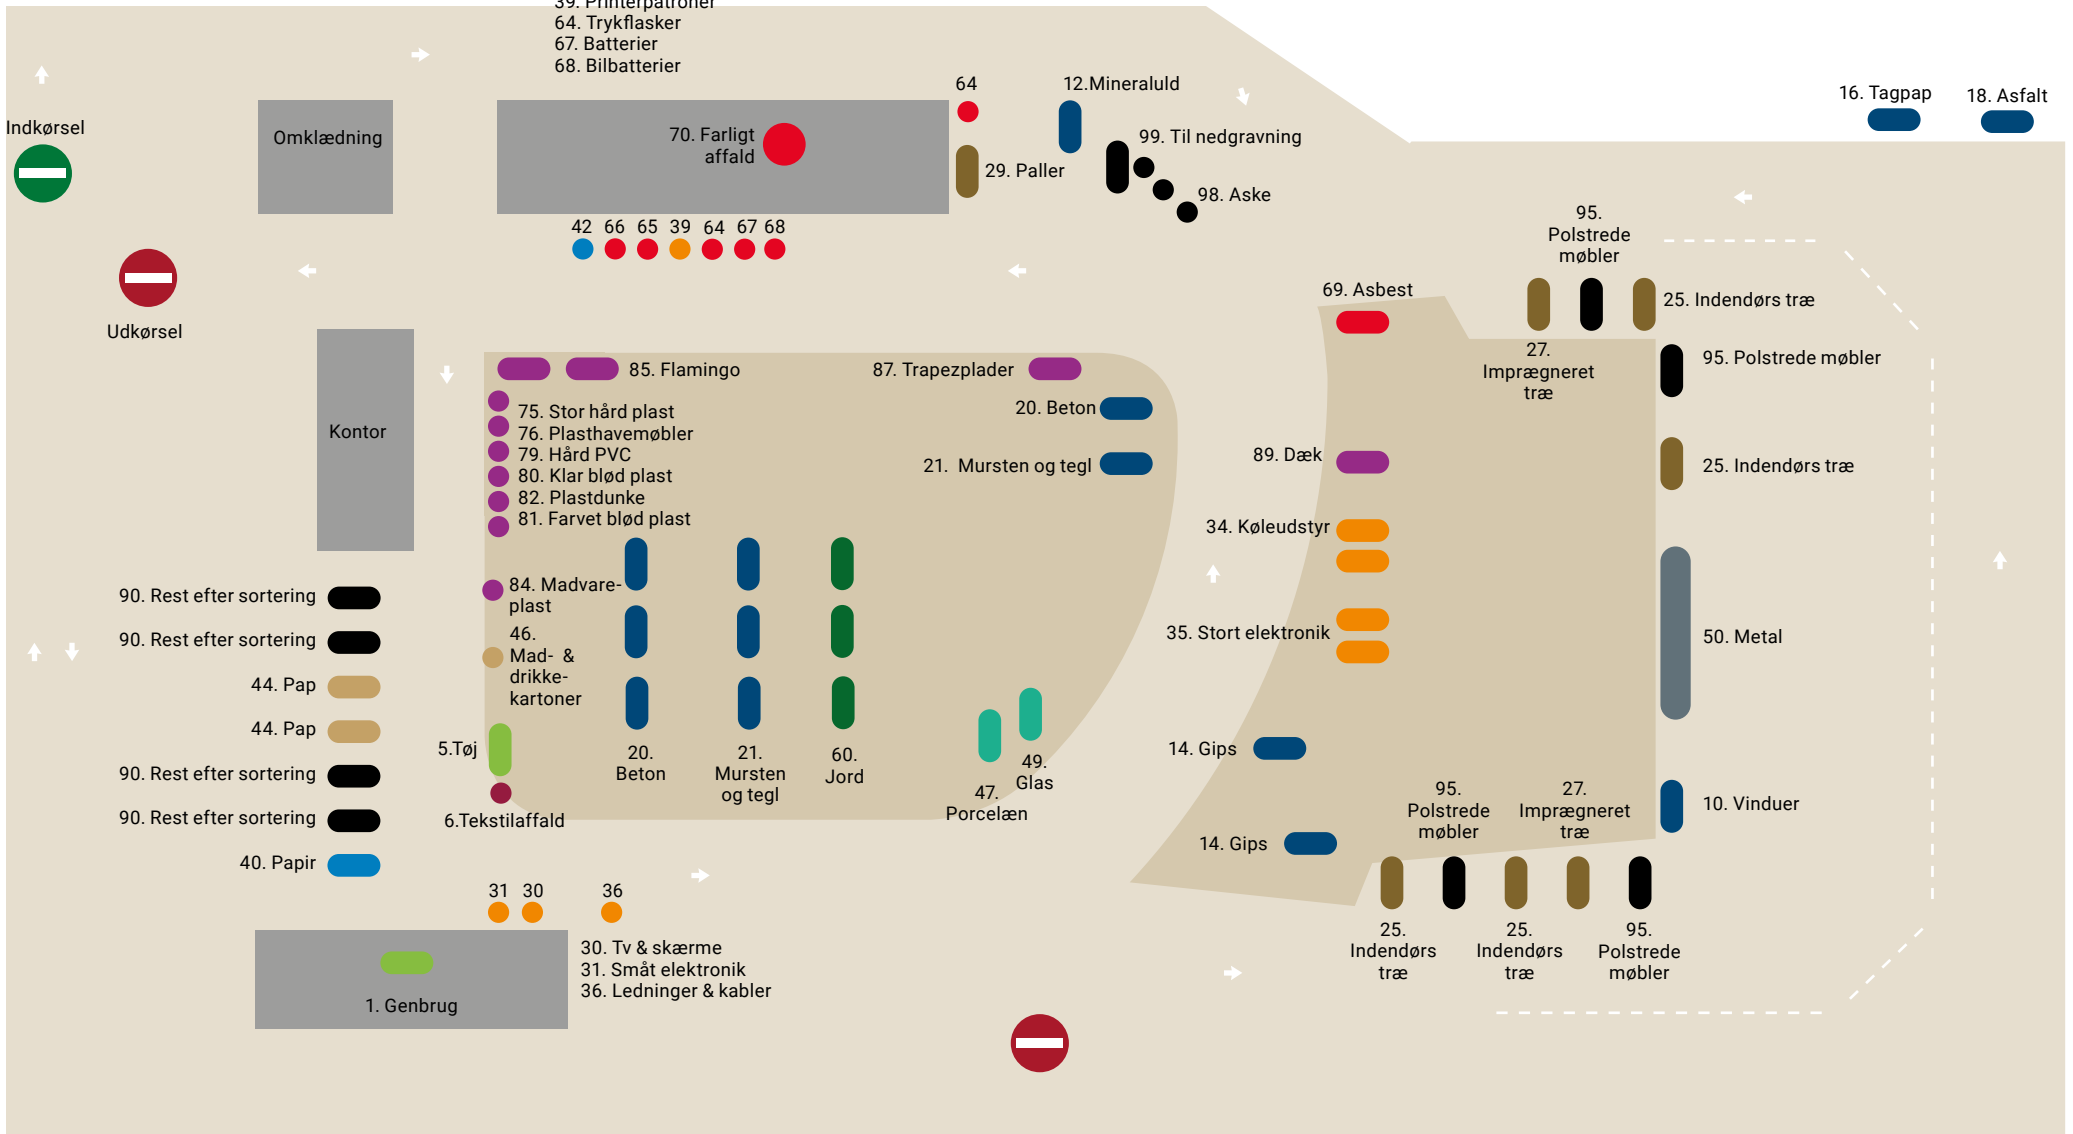 39. Printerpatroner
64. Trykflasker
67. Batterier
68. Bilbatterier
64
12.Mineraluld
16. Tagpap
18. Asfalt
Indkørsel
Omklædning
70. Farligt
affald
99. Til nedgravning
29. Paller
98. Aske
42
66
65
39
64
67
68
95.
Polstrede
møbler
69. Asbest
25. Indendørs træ
Udkørsel
27.
Imprægneret
træ
95. Polstrede møbler
85. Flamingo
87. Trapezplader
20. Beton
75. Stor hård plast
76. Plasthavemøbler
79. Hård PVC
80. Klar blød plast
82. Plastdunke
81. Farvet blød plast
Kontor
21. Mursten og tegl
89. Dæk
25. Indendørs træ
34. Køleudstyr
84. Madvare-
plast
46.
Mad- &
drikke-
kartoner
90. Rest efter sortering
90. Rest efter sortering
44. Pap
44. Pap
90. Rest efter sortering
90. Rest efter sortering
40. Papir
35. Stort elektronik
50. Metal
5.Tøj
6.Tekstilaffald
20.
Beton
21.
Mursten
og tegl
60.
Jord
49.
Glas
47.
Porcelæn
14. Gips
14. Gips
95.
Polstrede
møbler
27.
Imprægneret
træ
10. Vinduer
31
30
36
30. Tv & skærme
31. Småt elektronik
36. Ledninger & kabler
1. Genbrug
25.
Indendørs
træ
25.
Indendørs
træ
95.
Polstrede
møbler